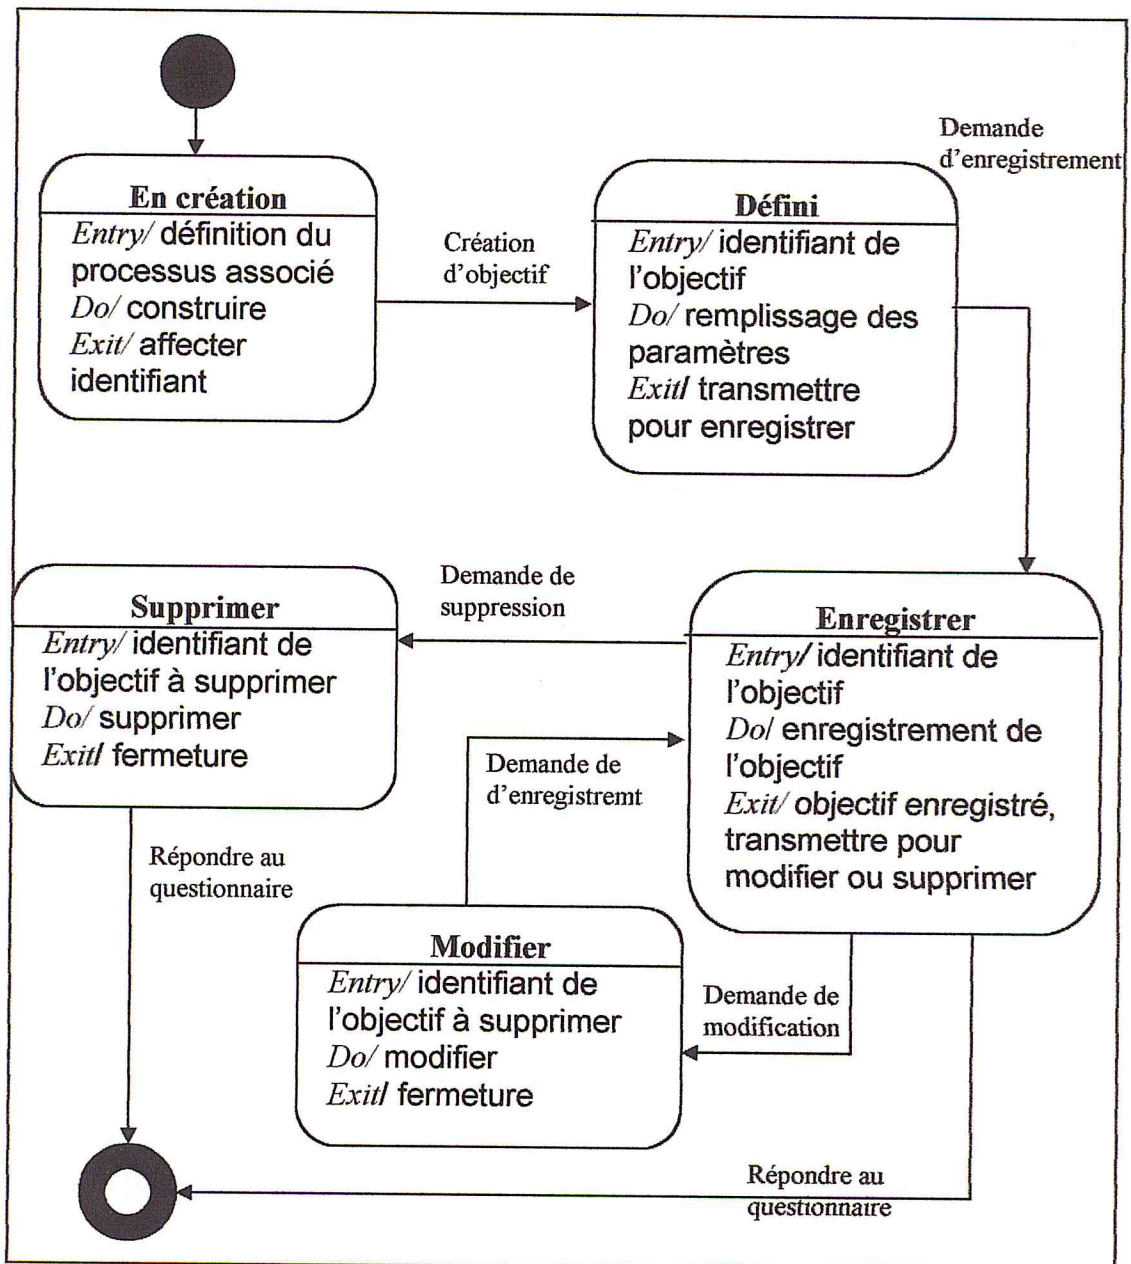 Demande
d'enregistrement
En création
Entry/ définition du
processus associé
Do/ construire
Exit/ affecter
identifiant
Création
d'objectif
Défini
Entry/ identifiant de
l'objectif
Do/ remplissage des
paramètres
Exit/ transmettre
pour enregistrer
Supprimer
Entry/ identifiant de
l'objectif à supprimer
Do/ supprimer
Exit/ fermeture
Demande de
suppression
Enregistrer
Entry/ identifiant de
l'objectif
Do/ enregistrement de
l'objectif
Exit/ objectif enregistré,
transmettre pour
modifier ou supprimer
Demande de
d'enregistremt
Répondre au
questionnaire
Modifier
Entry/ identifiant de
l'objectif à supprimer
Do/ modifier
Exit/ fermeture
Demande de
modification
Répondre au
questionnaire